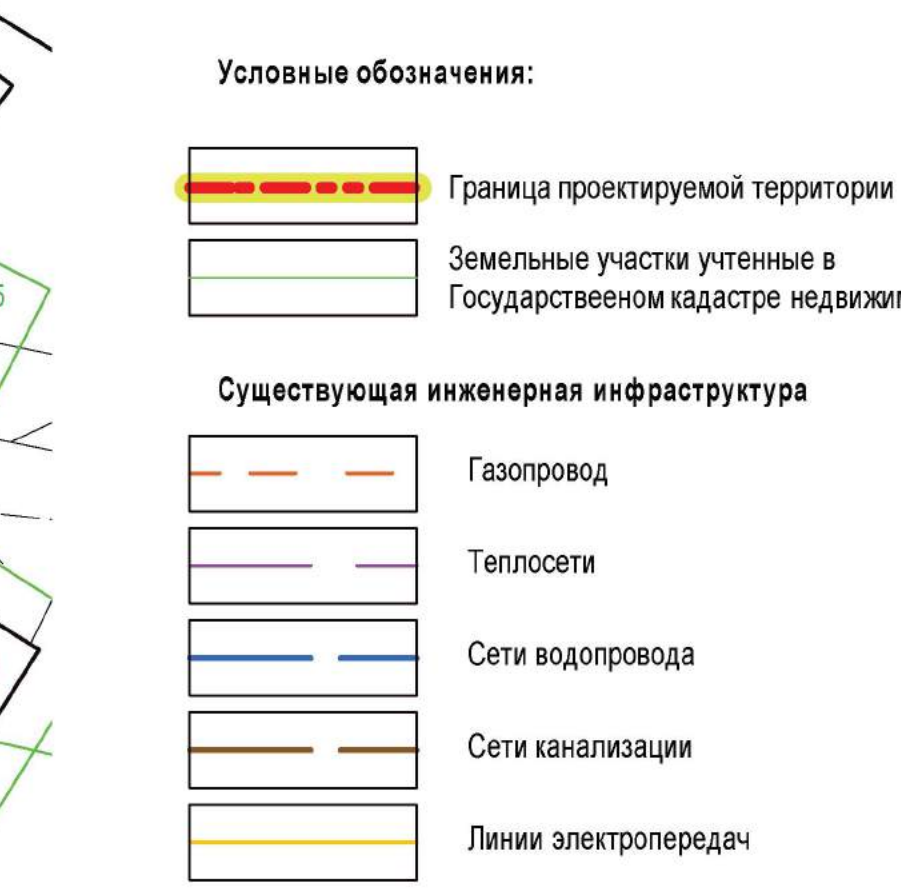 Условные обозначения:
Граница проектируемой территории
Земельные участки учтенные в
Государствееном кадастре
Существующая инженерная инфраструктура
Газопровод
Теплосети
Сети водопровода
Сети канализации
Линии электропередач